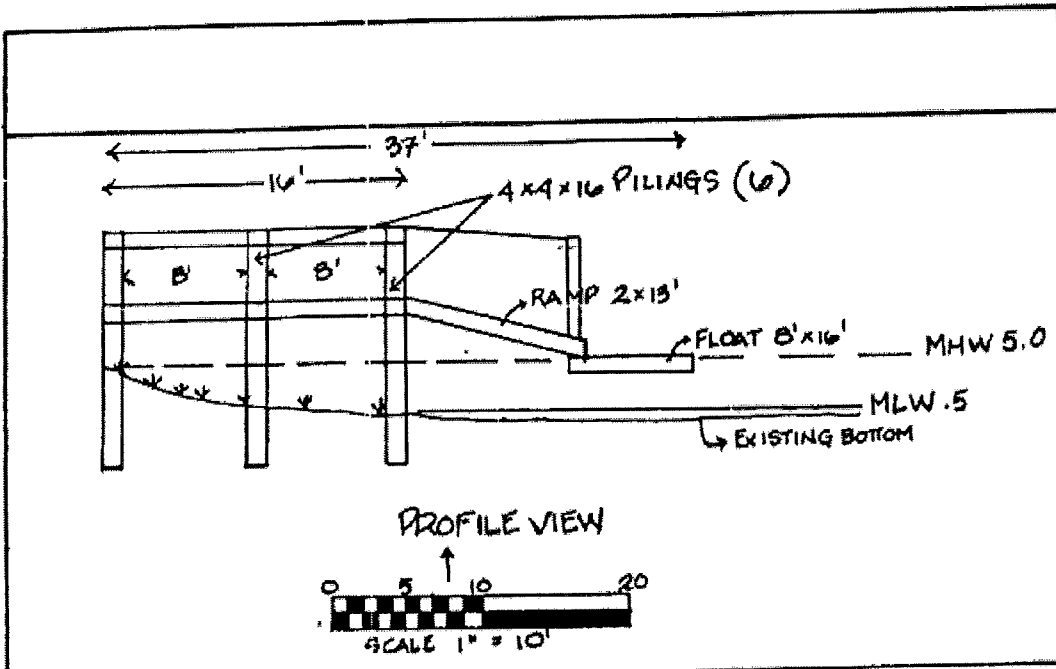 37'
16'
4x4x16 PILINGS (6)
8' 8'
RAMP 2x13'
FLOAT 8'x16'
MHW 5.0
MLW .5
EXISTING BOTTOM
PROFILE VIEW
0 5 10 20
SCALE 1" = 10'